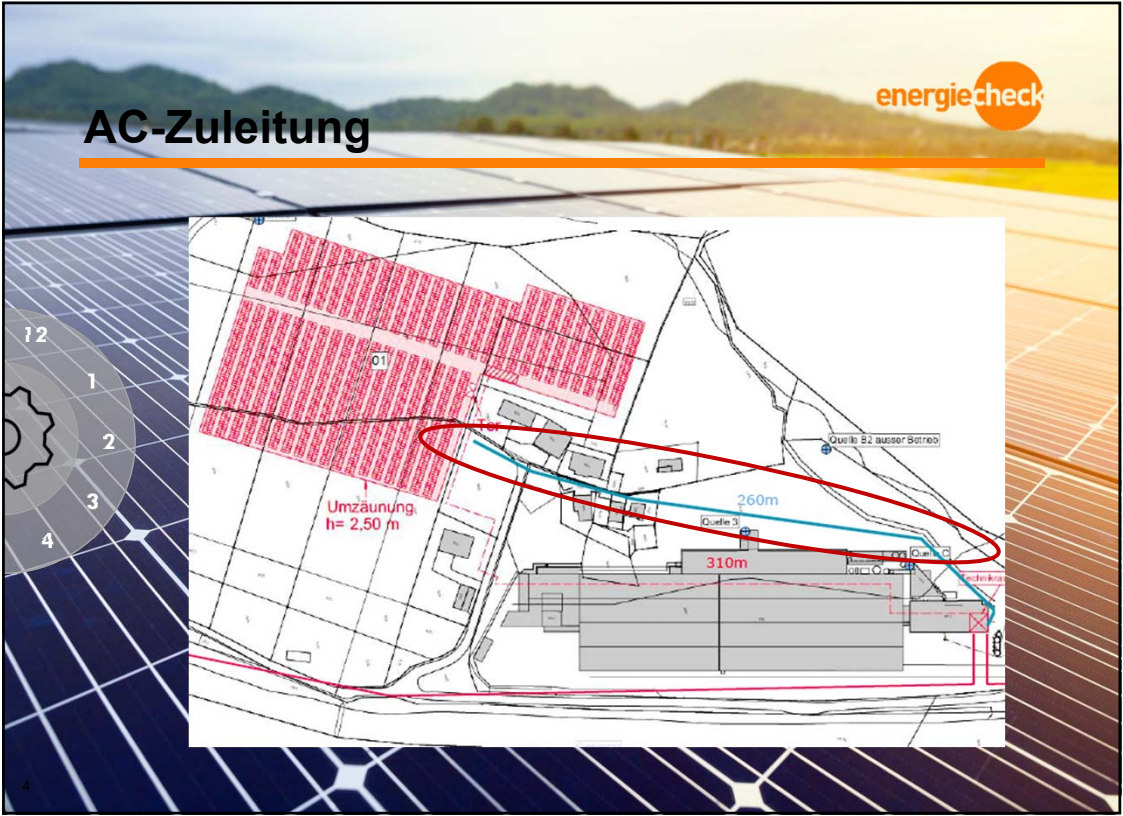 energiecheck
AC-Zuleitung
12
1
2
3
4
01
Tor
Quelle B2 ausser Betrieb
260m
Umzäunung
h= 2,50 m
Quelle 3
310m
Quelle C
4